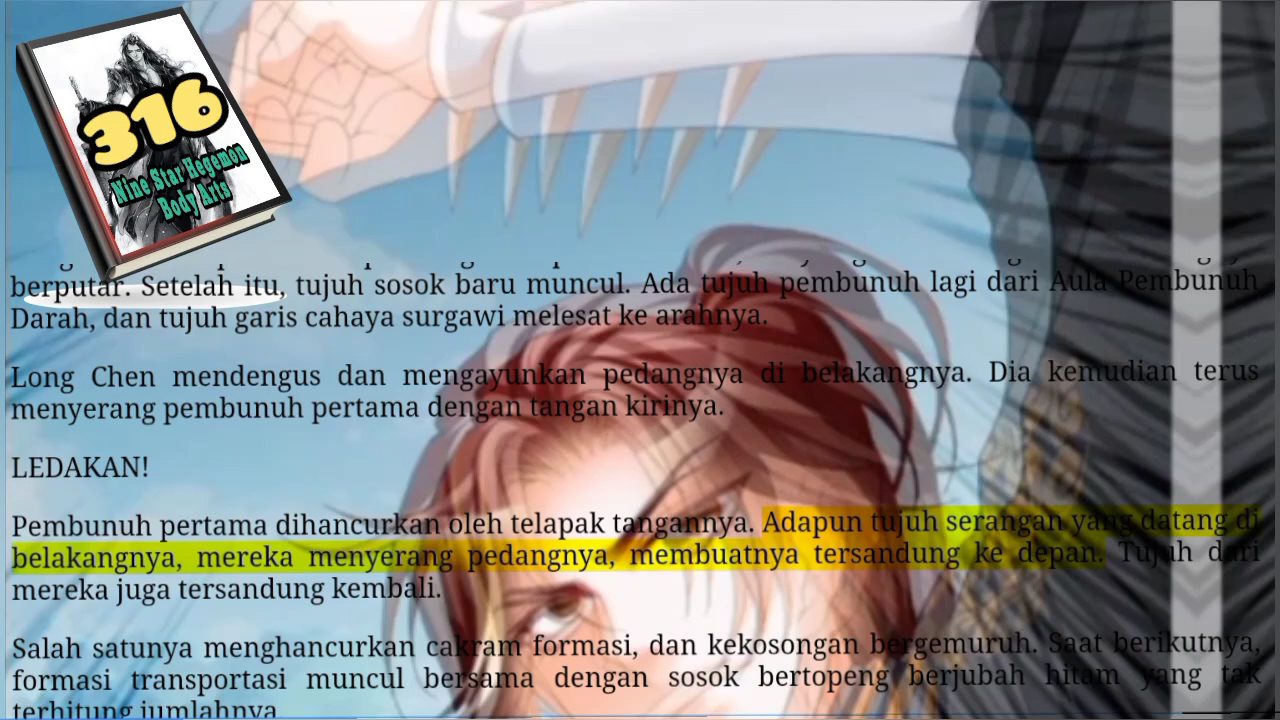 316
Nine Star Hegemon
Body Arts
berputar. Setelah itu, tujuh sosok baru muncul. Ada tujuh pembunuh lagi dari Aula Pembunuh
Darah, dan tujuh garis cahaya surgawi melesat ke arahnya.
Long Chen mendengus dan mengayunkan pedangnya di belakangnya. Dia kemudian terus
menyerang pembunuh pertama dengan tangan kirinya.
LEDAKAN!
Pembunuh pertama dihancurkan oleh telapak tangannya. Adapun tujuh serangan yang datang di
belakangnya, mereka menyerang pedangnya, membuatnya tersandung ke depan. Tujuh dari
mereka juga tersandung kembali.
Salah satunya menghancurkan cakram formasi, dan kekosongan bergemuruh. Saat berikutnya,
formasi transportasi muncul bersama dengan sosok bertopeng berjubah hitam yang tak
terhitung jumlahnya